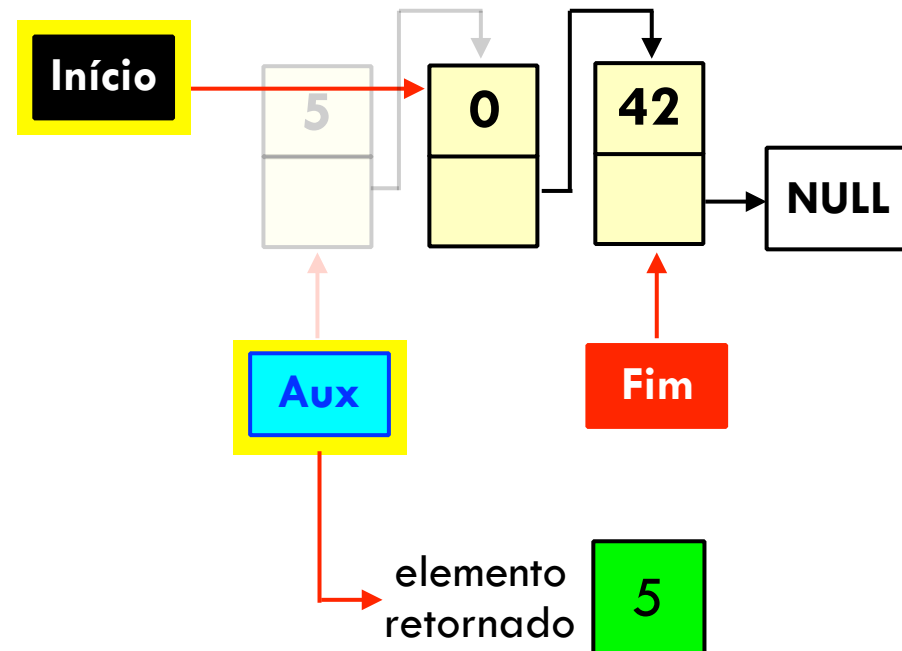 Início
5
0
42
NULL
Aux
Fim
elemento
retornado
5